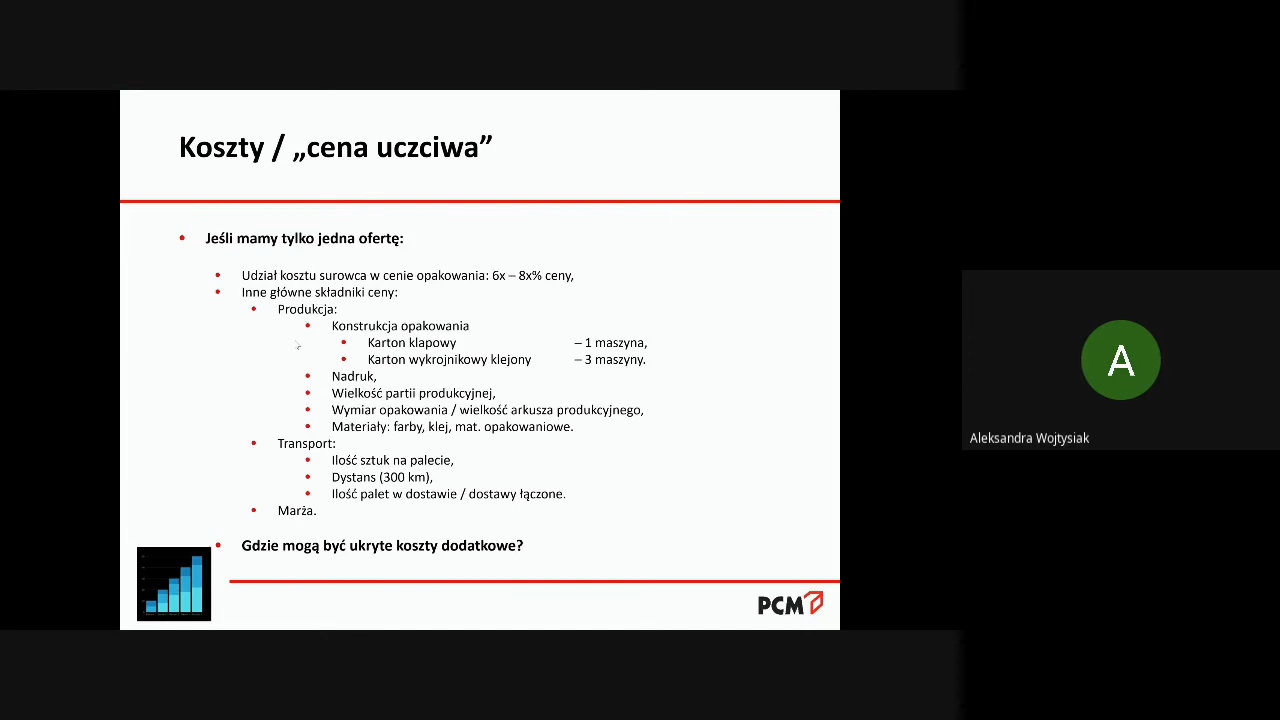 Koszty / „cena uczciwa”
Jeśli mamy tylko jedna ofertę:
Udział kosztu surowca w cenie opakowania: 6x – 8x% ceny,
Inne główne składniki ceny:
Produkcja:
Konstrukcja opakowania
Karton klapowy – 1 maszyna,
Karton wykrojnikowy klejony – 3 maszyny.
Nadruk,
Wielkość partii produkcyjnej,
Wymiar opakowania / wielkość arkusza produkcyjnego,
Materiały: farby, klej, mat. opakowaniowe.
Transport:
Ilość sztuk na palecie,
Dystans (300 km),
Ilość palet w dostawie / dostawy łączone.
Marża.
Gdzie mogą być ukryte koszty dodatkowe?
PCM
A
Aleksandra Wojtysiak